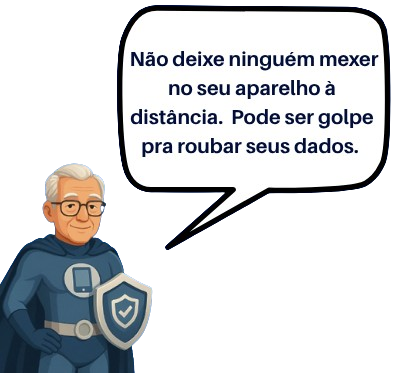 Não deixe ninguém mexer
no seu aparelho à
distância.  Pode ser golpe
pra roubar seus dados.